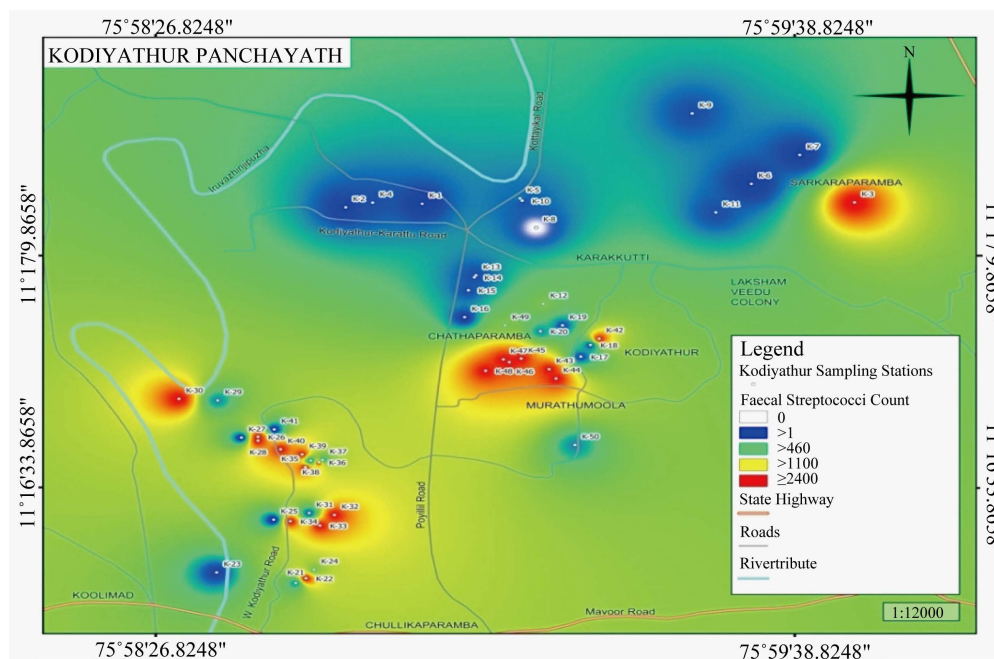 75°58'26.8248"
75°59'38.8248"
KODIYATHUR PANCHAYATH
N
Kottayikal Road
Iruvazhinjipuzha
K-9
K-7
K-6
SARKARAPARAMBA
K-3
K-11
K-2
K-4
K-1
K-5
K-10
K-8
Kodiyathur-Karattu Road
11°17'9.8658"
KARAKKUTTI
K-13
K-14
K-15
K-16
K-12
LAKSHAM
VEEDU
COLONY
K-49
K-19
K-20
K-42
K-18
CHATHAPARAMBA
KODIYATHUR
K-47
K-45
K-43
K-17
K-48
K-46
K-44
MURATHUMOOLA
K-30
K-29
K-41
K-27
K-26
K-40
K-28
K-39
K-37
K-35
K-36
K-38
K-50
11°16'33.8658"
K-31
K-32
K-25
K-34
K-33
Poyilil Road
K-24
K-23
K-21
K-22
W. Kodiyathur Road
KOOLIMAD
CHULLIKAPARAMBA
Mavoor Road
Legend
Kodiyathur Sampling Stations
Faecal Streptococci Count
0
>1
>460
>1100
≥2400
State Highway
Roads
Rivertribute
1:12000
75°58'26.8248"
75°59'38.8248"